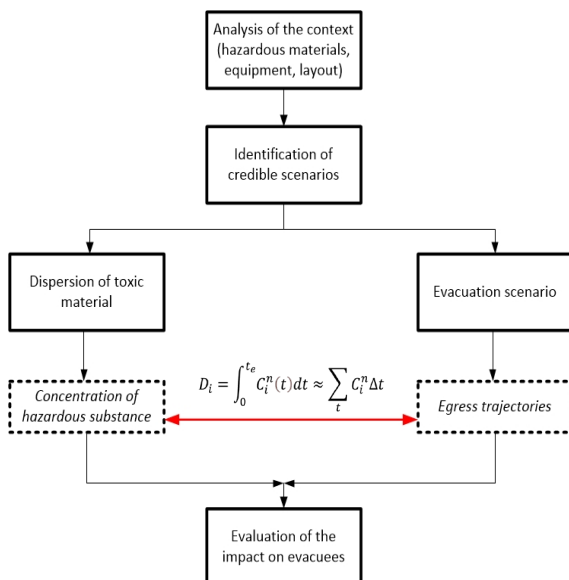 Analysis of the context
(hazardous materials,
equipment, layout)
Identification of
credible scenarios
Dispersion of toxic
material
Evacuation scenario
Concentration of
hazardous substance
D_i = ∫_0^{t_e} C_i^n(t)dt ≈ ∑_t C_i^n Δt
Egress trajectories
Evaluation of the
impact on evacuees